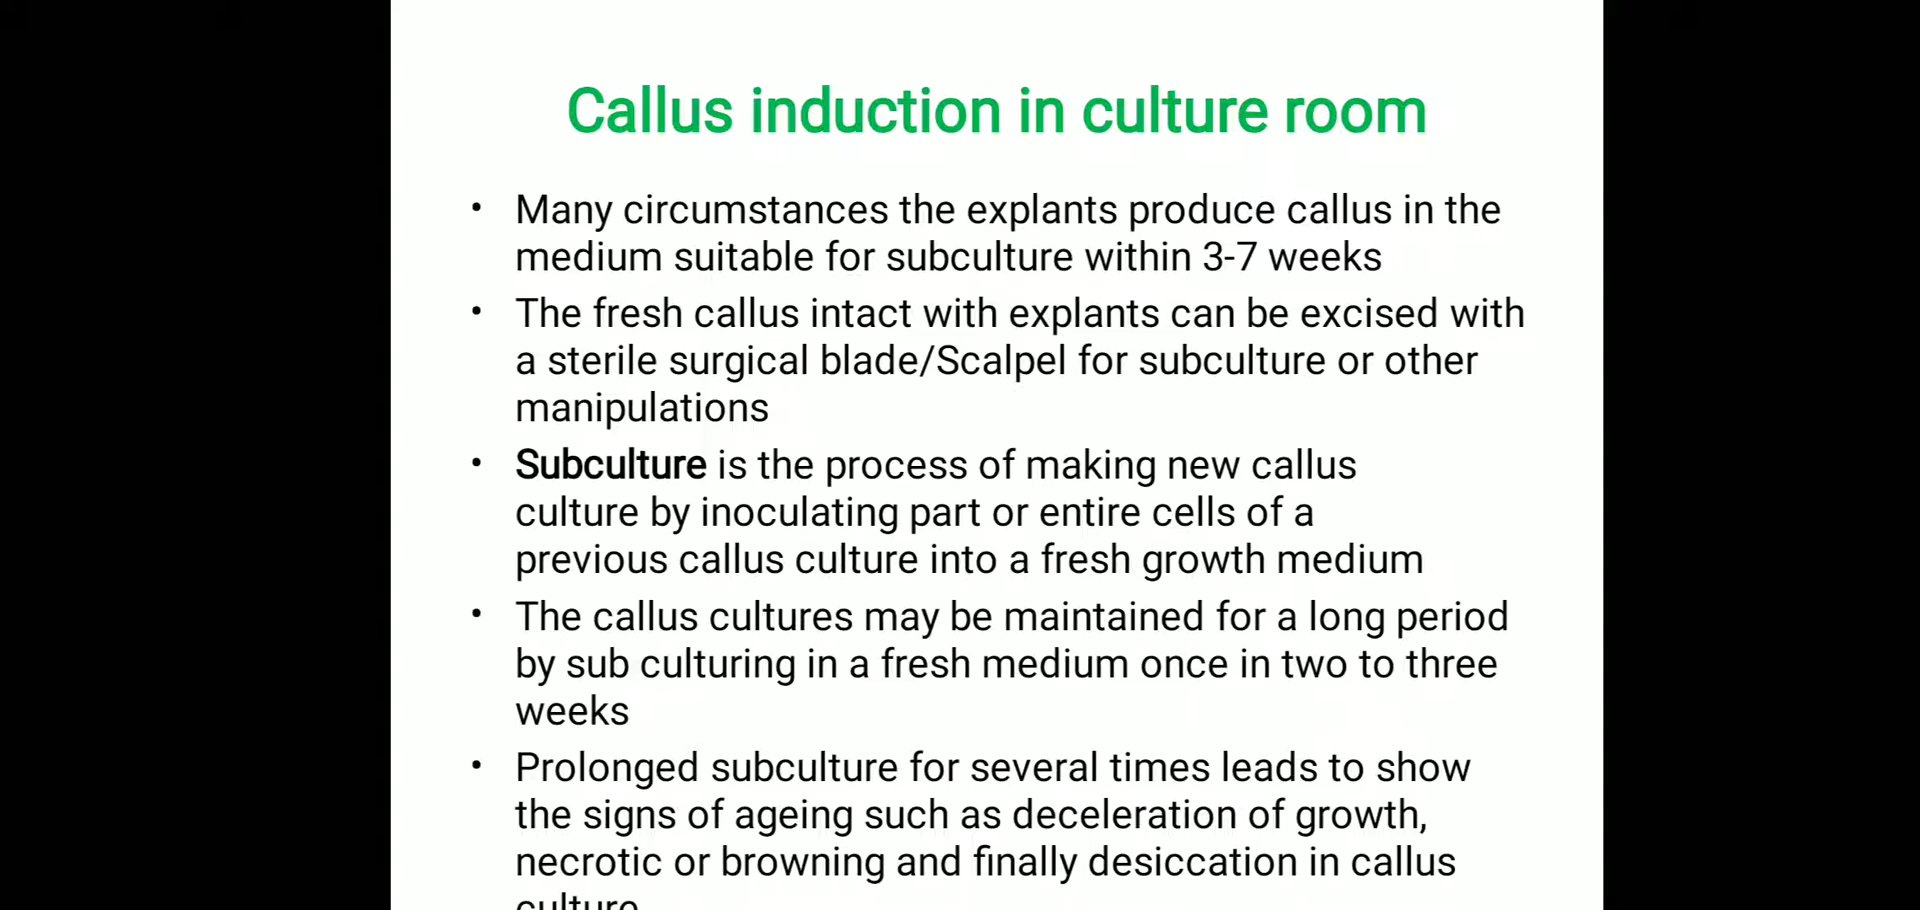 Callus induction in culture room
• Many circumstances the explants produce callus in the
medium suitable for subculture within 3-7 weeks
• The fresh callus intact with explants can be excised with
a sterile surgical blade/Scalpel for subculture or other
manipulations
• Subculture is the process of making new callus
culture by inoculating part or entire cells of a
previous callus culture into a fresh growth medium
• The callus cultures may be maintained for a long period
by sub culturing in a fresh medium once in two to three
weeks
• Prolonged subculture for several times leads to show
the signs of ageing such as deceleration of growth,
necrotic or browning and finally desiccation in callus
culture